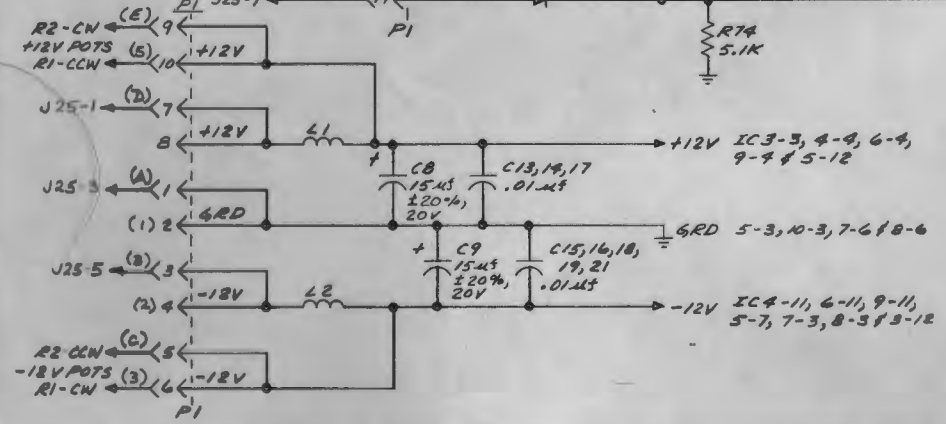 P1 J25-7
P1
R2-CW (E) 9
+12V POTS
R1-CCW (5) 10 +12V
R74
5.1K
J25-1 (D) 7
8 +12V L1
+
+12V IC3-3, 4-4, 6-4,
9-4 & 5-12
C8
15µf
±20%,
20V
C13,14,17
.01µf
J25-3 (A) 1
(1) 2 GRD
GRD 5-3, 10-3, 7-6 & 8-6
+
C9
15µf
±20%,
20V
C15,16,18,
19,21
.01µf
J25-5 (B) 3
(2) 4 -12V L2
-12V IC4-11, 6-11, 9-11,
5-7, 7-3, 8-3 & 3-12
R2-CCW (C) 5
-12V POTS
R1-CW (3) 6 -12V
P1